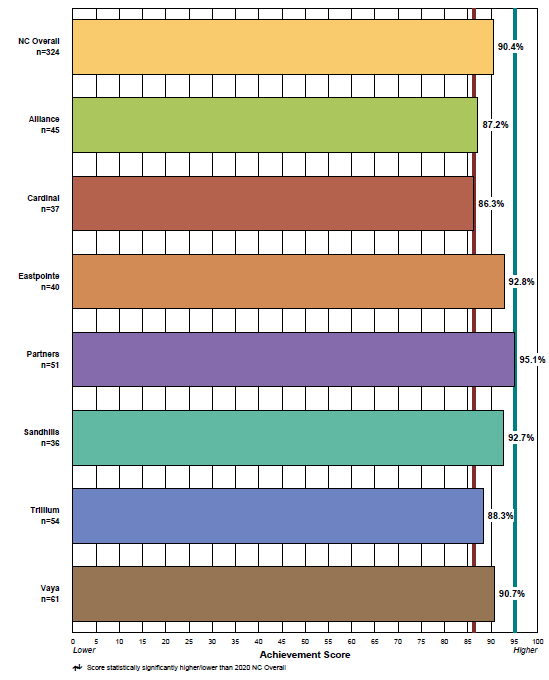 NC Overall
n=324
90.4%
Alliance
n=45
87.2%
Cardinal
n=37
86.3%
Eastpointe
n=40
92.8%
Partners
n=51
95.1%
Sandhills
n=36
92.7%
Trillium
n=54
88.3%
Vaya
n=61
90.7%
0 5 10 15 20 25 30 35 40 45 50 55 60 65 70 75 80 85 90 95 100
Lower Achievement Score Higher
Score statistically significantly higher/lower than 2020 NC Overall